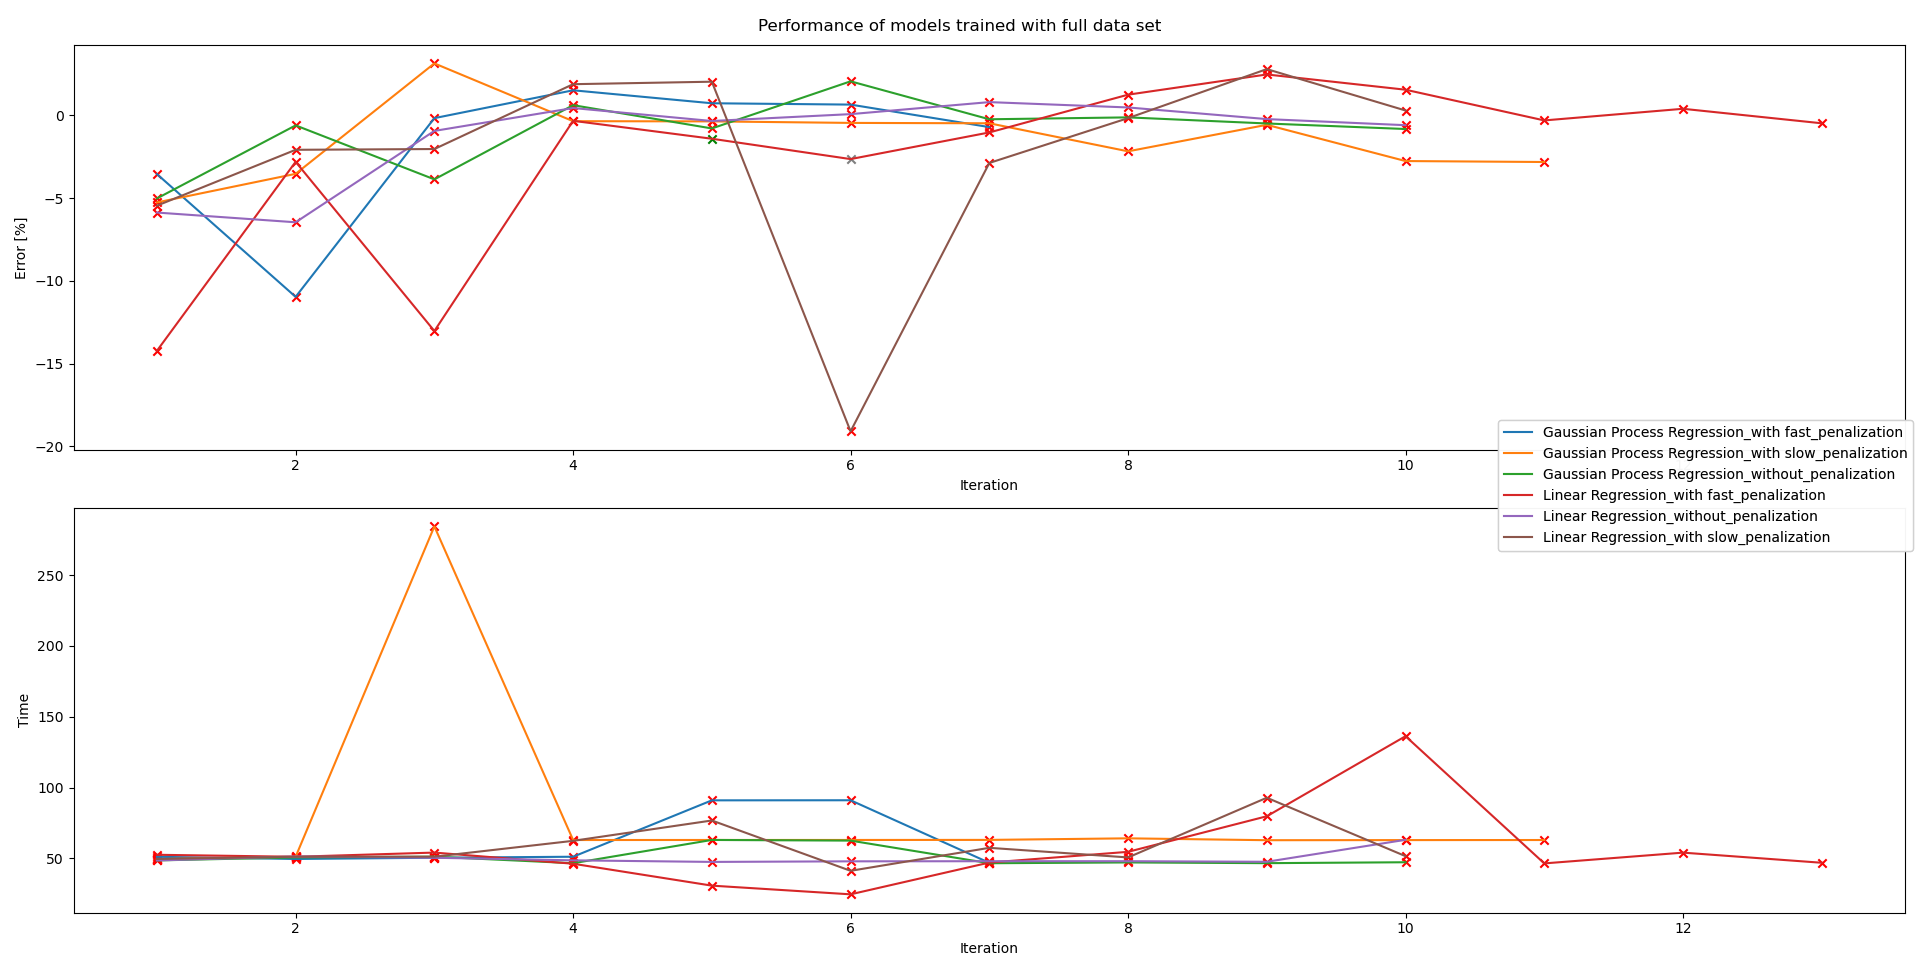 Performance of models trained with full data set
0
−5
−10
−15
−20
Error [%]
2
4
6
8
10
Iteration
Gaussian Process Regression_with fast_penalization
Gaussian Process Regression_with slow_penalization
Gaussian Process Regression_without_penalization
Linear Regression_with fast_penalization
Linear Regression_without_penalization
Linear Regression_with slow_penalization
250
200
150
100
50
Time
2
4
6
8
10
12
Iteration